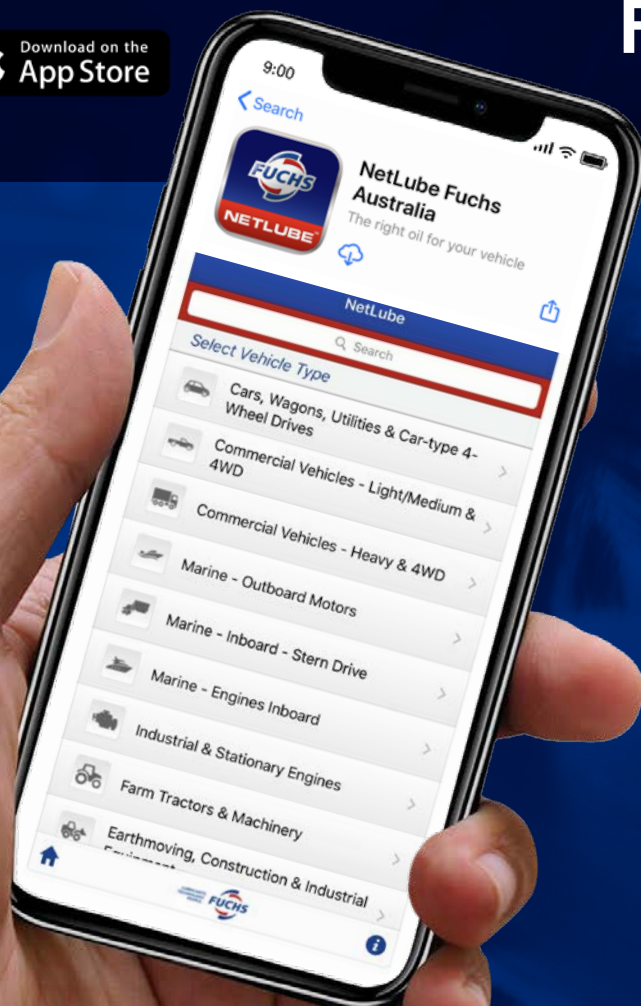 Download on the
App Store
9:00
Search
FUCHS
NETLUBE™
NetLube Fuchs
Australia
The right oil for your vehicle
NetLube
Search
Select Vehicle Type
Cars, Wagons, Utilities & Car-type 4-
Wheel Drives
Commercial Vehicles - Light/Medium &
4WD
Commercial Vehicles - Heavy & 4WD
Marine - Outboard Motors
Marine - Inboard - Stern Drive
Marine - Engines Inboard
Industrial & Stationary Engines
Farm Tractors & Machinery
Earthmoving, Construction & Industrial
FUCHS